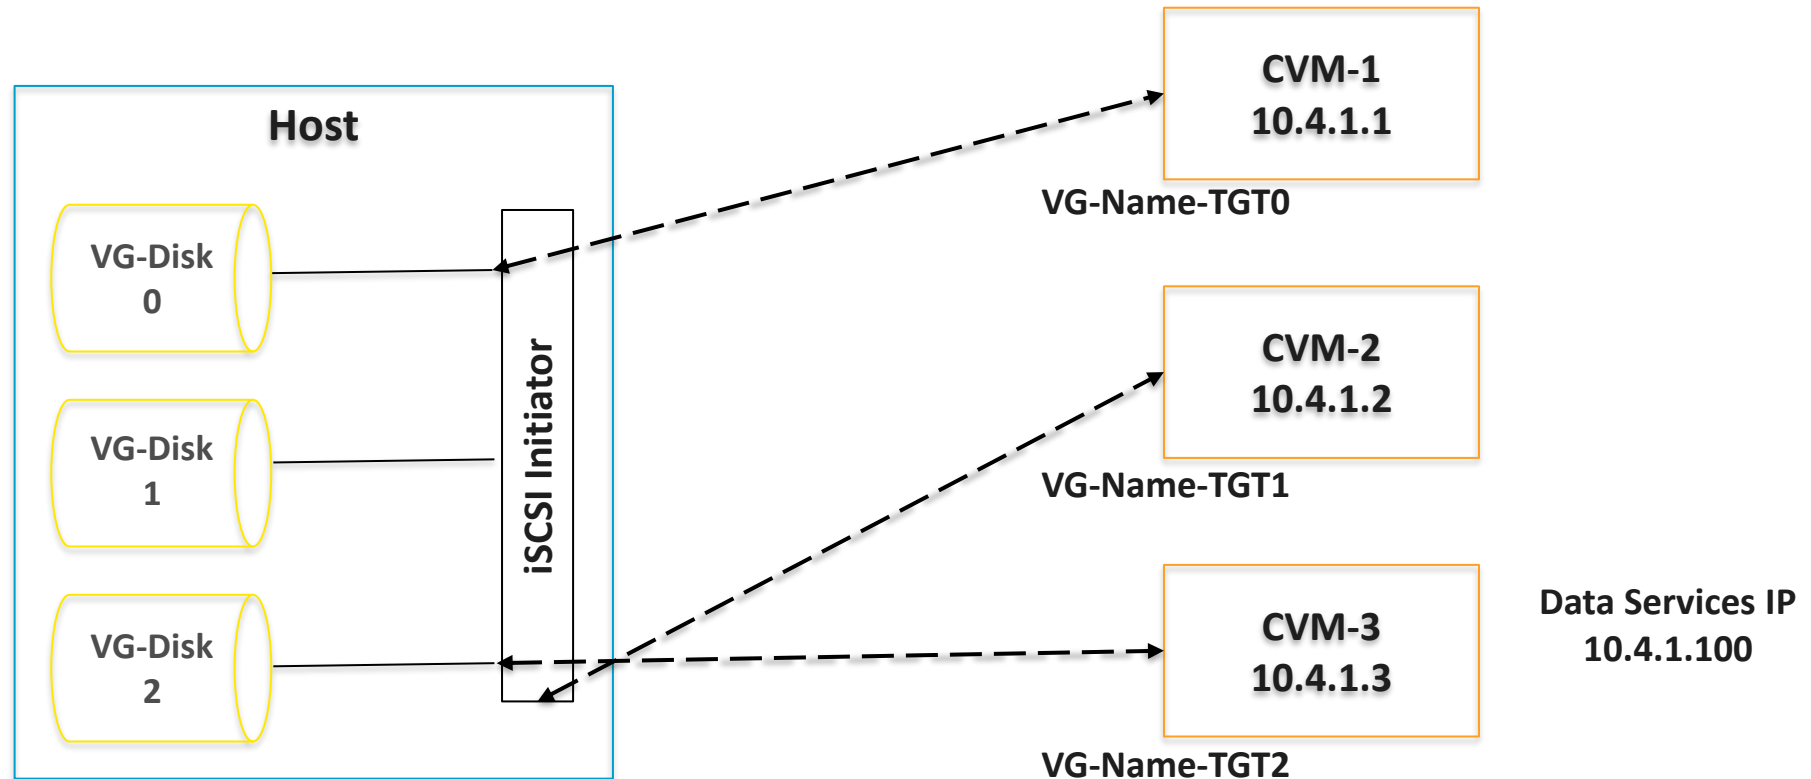 Host
VG-Disk
0
VG-Disk
1
VG-Disk
2
iSCSI Initiator
CVM-1
10.4.1.1
VG-Name-TGT0
CVM-2
10.4.1.2
VG-Name-TGT1
CVM-3
10.4.1.3
VG-Name-TGT2
Data Services IP
10.4.1.100